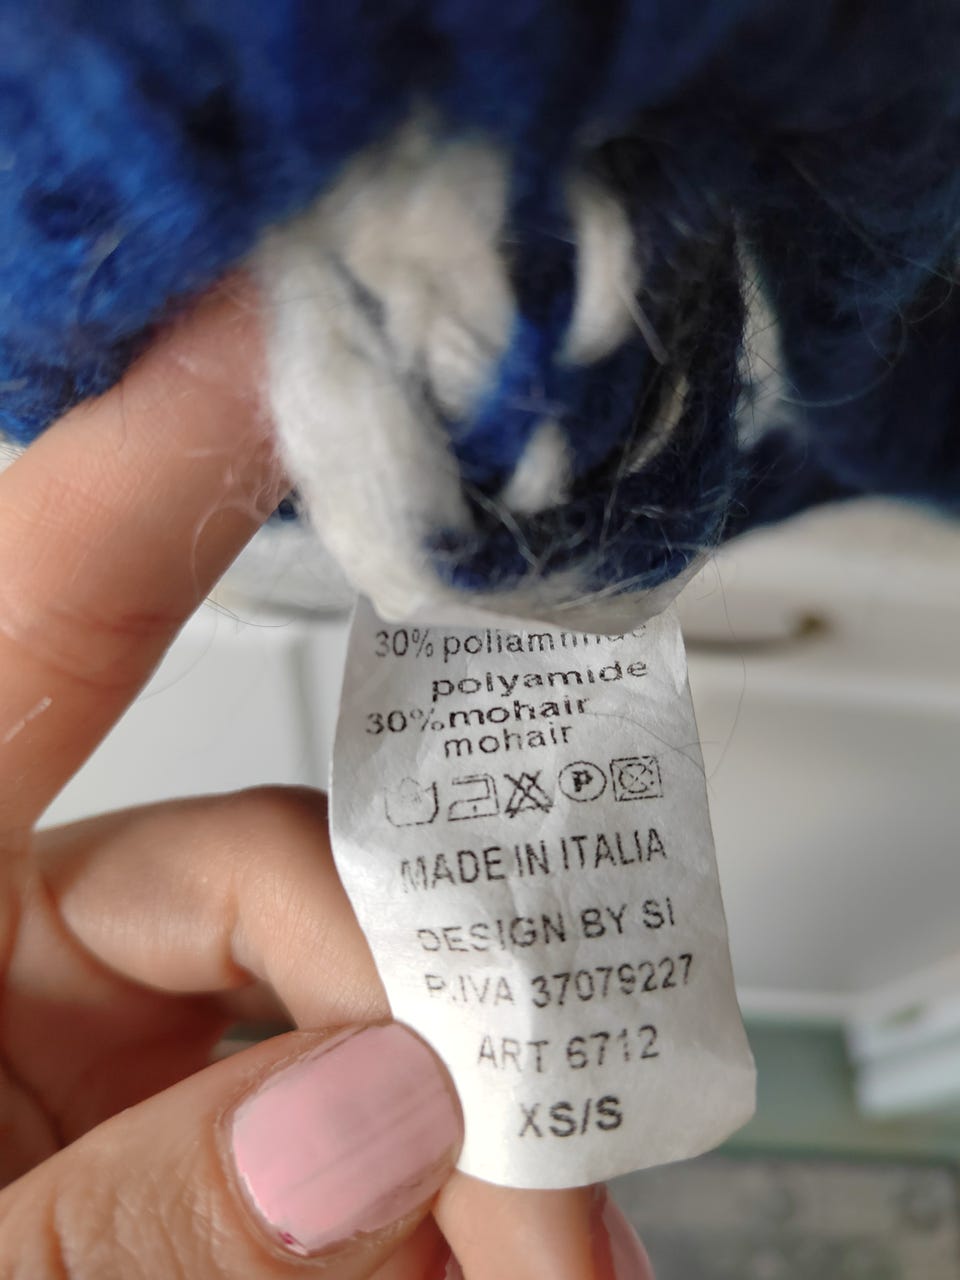 30% poliammide
polyamide
30% mohair
mohair
P
MADE IN ITALIA
DESIGN BY SI
P.IVA 37079227
ART 6712
XS/S